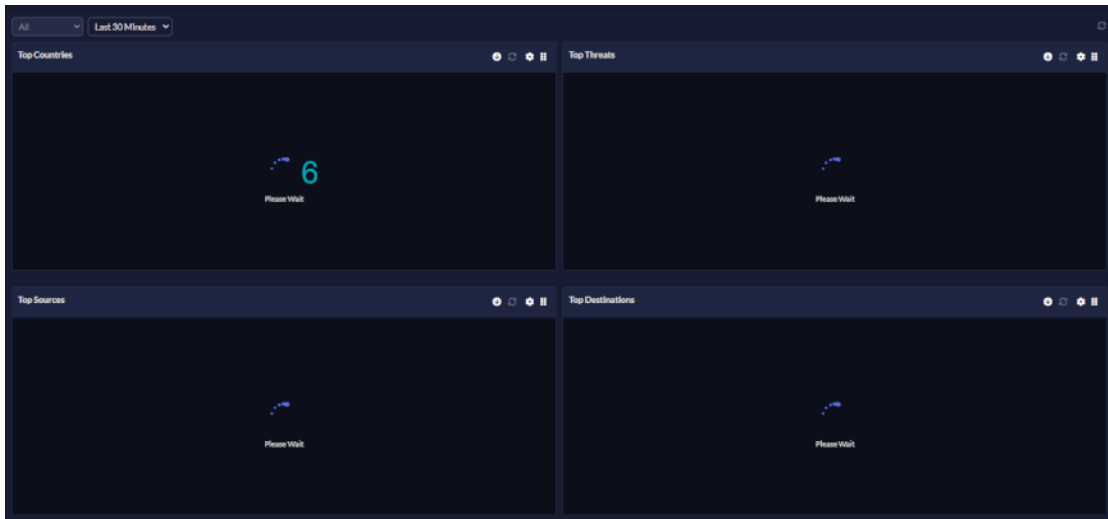 All
Last 30 Minutes
Top Countries
Top Threats
6
Please Wait
Please Wait
Top Sources
Top Destinations
Please Wait
Please Wait